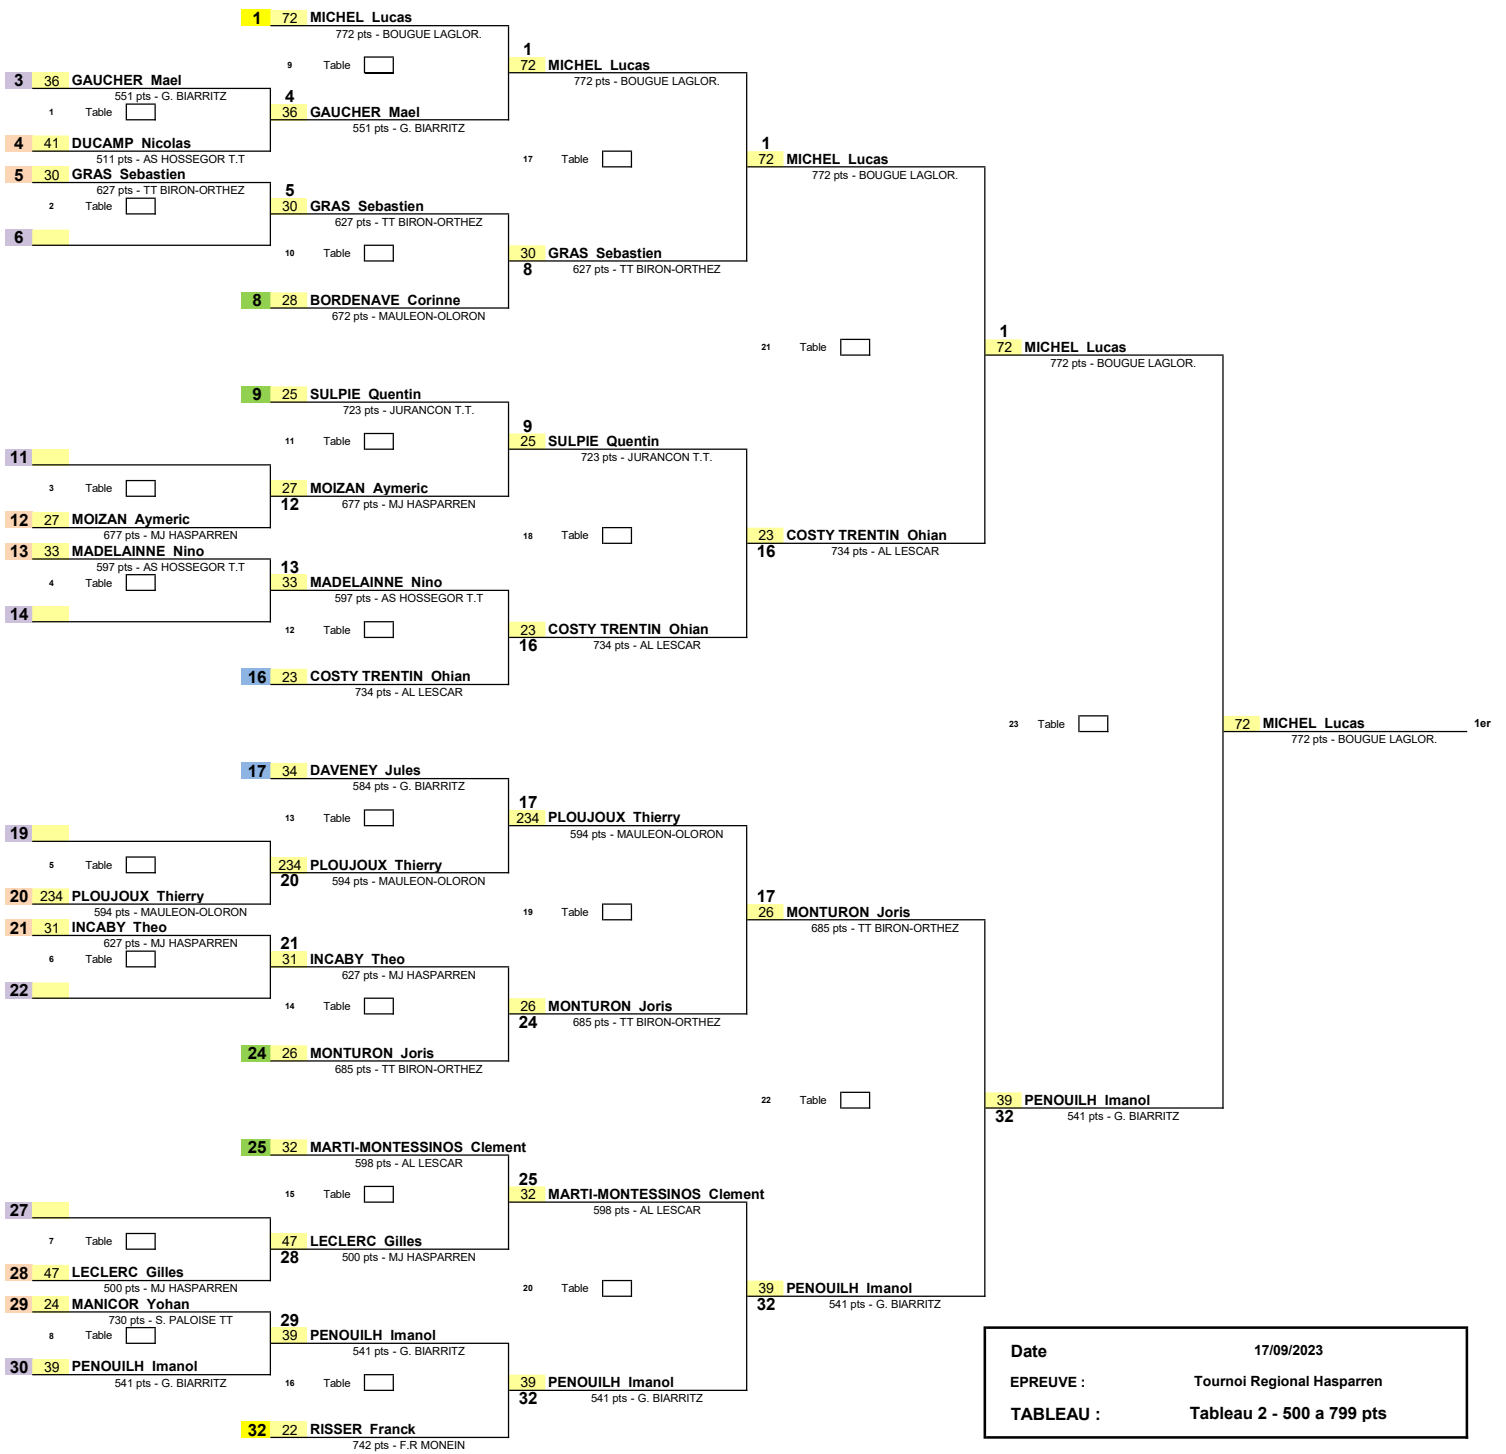 1 72 MICHEL Lucas
772 pts - BOUGUE LAGLOR.
1
9 Table
72 MICHEL Lucas
3 36 GAUCHER Mael
772 pts - BOUGUE LAGLOR.
551 pts - G. BIARRITZ
4
1 Table
36 GAUCHER Mael
551 pts - G. BIARRITZ
4 41 DUCAMP Nicolas
1
511 pts - AS HOSSEGOR T.T
17 Table
72 MICHEL Lucas
5 30 GRAS Sebastien
772 pts - BOUGUE LAGLOR.
627 pts - TT BIRON-ORTHEZ
5
2 Table
30 GRAS Sebastien
627 pts - TT BIRON-ORTHEZ
6
10 Table
30 GRAS Sebastien
8
627 pts - TT BIRON-ORTHEZ
8 28 BORDENAVE Corinne
672 pts - MAULEON-OLORON
1
21 Table
72 MICHEL Lucas
772 pts - BOUGUE LAGLOR.
9 25 SULPIE Quentin
723 pts - JURANCON T.T.
9
11 Table
25 SULPIE Quentin
11
723 pts - JURANCON T.T.
3 Table
27 MOIZAN Aymeric
12
677 pts - MJ HASPARREN
12 27 MOIZAN Aymeric
677 pts - MJ HASPARREN
18 Table
23 COSTY TRENTIN Ohian
16
734 pts - AL LESCAR
13 33 MADELAINNE Nino
597 pts - AS HOSSEGOR T.T
13
4 Table
33 MADELAINNE Nino
597 pts - AS HOSSEGOR T.T
14
12 Table
23 COSTY TRENTIN Ohian
16
734 pts - AL LESCAR
16 23 COSTY TRENTIN Ohian
734 pts - AL LESCAR
23 Table
72 MICHEL Lucas
1er
772 pts - BOUGUE LAGLOR.
17 34 DAVENEY Jules
584 pts - G. BIARRITZ
17
13 Table
234 PLOUJOUX Thierry
19
594 pts - MAULEON-OLORON
5 Table
234 PLOUJOUX Thierry
20
594 pts - MAULEON-OLORON
20 234 PLOUJOUX Thierry
594 pts - MAULEON-OLORON
17
19 Table
26 MONTURON Joris
685 pts - TT BIRON-ORTHEZ
21 31 INCABY Theo
627 pts - MJ HASPARREN
21
6 Table
31 INCABY Theo
627 pts - MJ HASPARREN
22
14 Table
26 MONTURON Joris
24
685 pts - TT BIRON-ORTHEZ
24 26 MONTURON Joris
685 pts - TT BIRON-ORTHEZ
22 Table
39 PENOUILH Imanol
32
541 pts - G. BIARRITZ
25 32 MARTI-MONTESSINOS Clement
598 pts - AL LESCAR
25
15 Table
32 MARTI-MONTESSINOS Clement
27
598 pts - AL LESCAR
7 Table
47 LECLERC Gilles
28
500 pts - MJ HASPARREN
28 47 LECLERC Gilles
500 pts - MJ HASPARREN
20 Table
39 PENOUILH Imanol
32
541 pts - G. BIARRITZ
29 24 MANICOR Yohan
730 pts - S. PALOISE TT
29
8 Table
39 PENOUILH Imanol
541 pts - G. BIARRITZ
30 39 PENOUILH Imanol
541 pts - G. BIARRITZ
16 Table
39 PENOUILH Imanol
32
541 pts - G. BIARRITZ
32 22 RISSER Franck
742 pts - F.R MONEIN
Date 17/09/2023
EPREUVE : Tournoi Regional Hasparren
TABLEAU : Tableau 2 - 500 a 799 pts